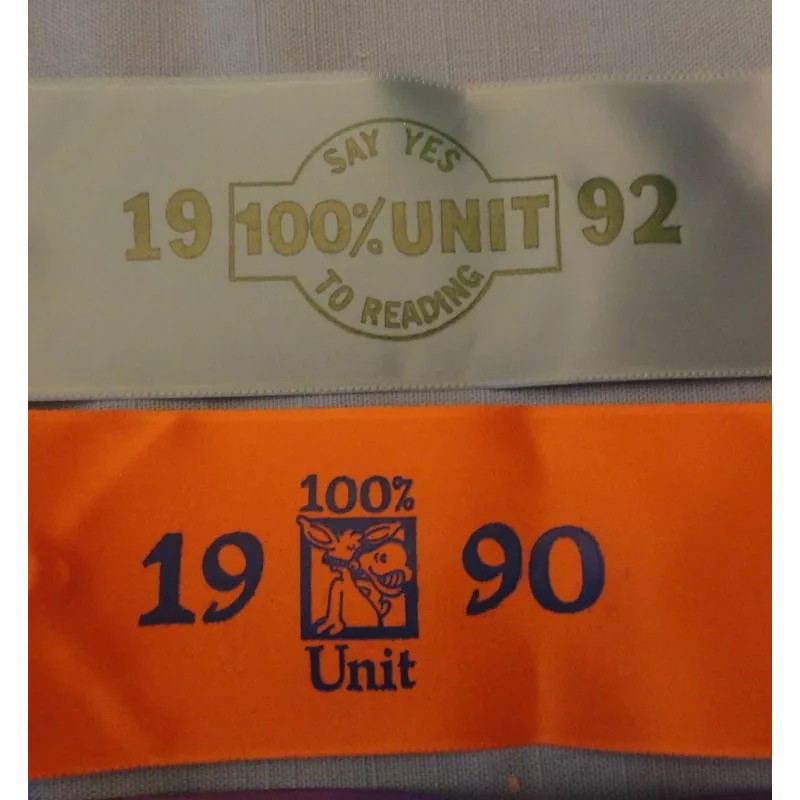 SAY YES
19 100% UNIT 92
TO READING
100%
19 90
Unit